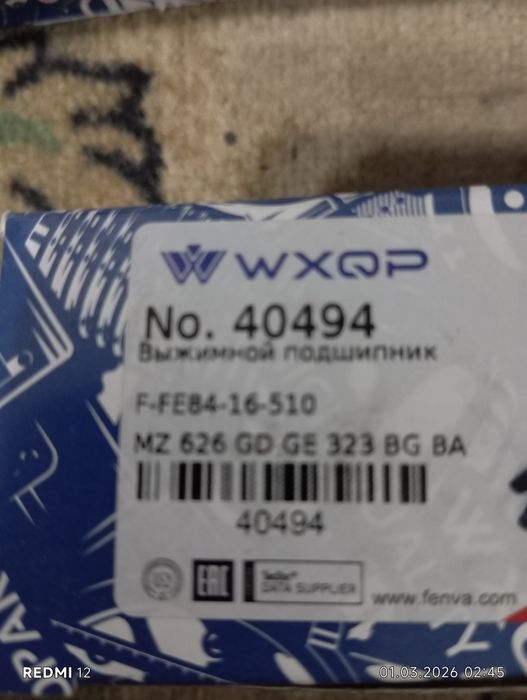 WXQP
No. 40494
Выжимной подшипник
F-FE84-16-510
MZ 626 GD GE 323 BG BA
40494
EAC
DATA SUPPLIER
www.fenva.com
REDMI 12
01.03.2026 02:45